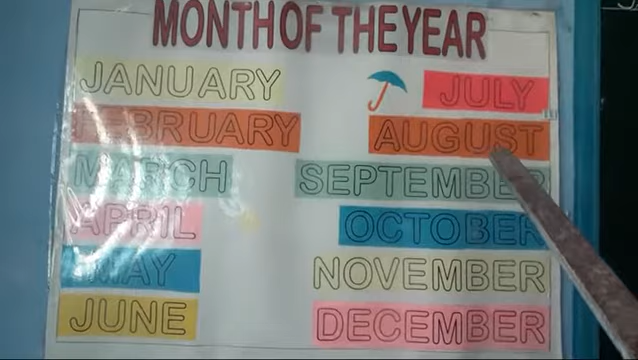 MONTH OF THE YEAR
JANUARY
FEBRUARY
MARCH
APRIL
MAY
JUNE
JULY
AUGUST
SEPTEMBER
OCTOBER
NOVEMBER
DECEMBER